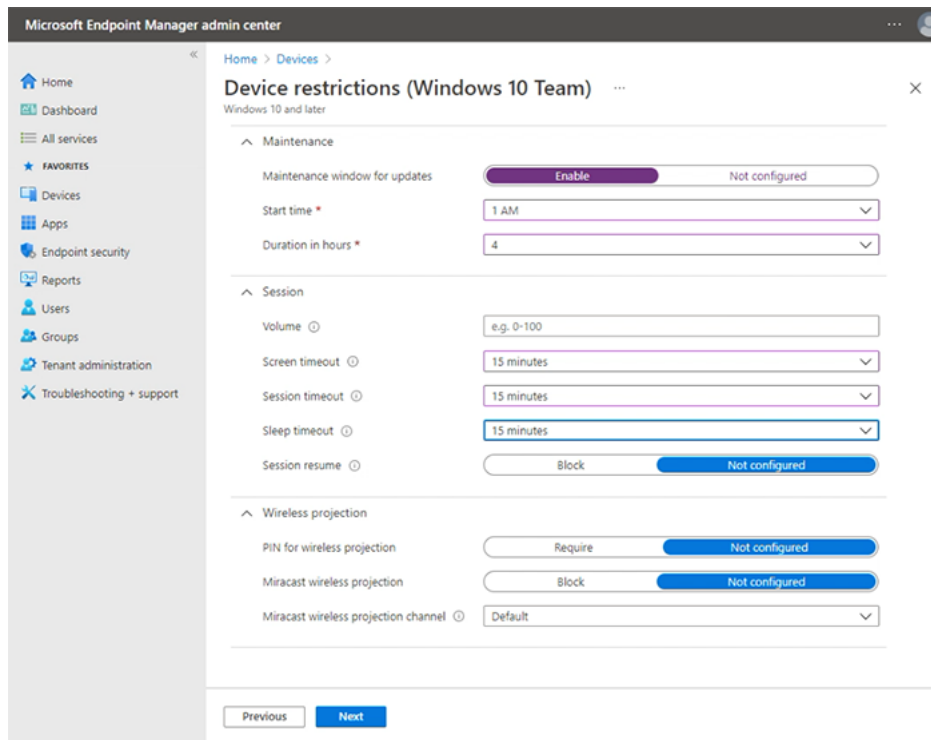 Microsoft Endpoint Manager admin center
Home
Dashboard
All services
FAVORITES
Devices
Apps
Endpoint security
Reports
Users
Groups
Tenant administration
Troubleshooting + support
Home > Devices >
Device restrictions (Windows 10 Team)
Windows 10 and later
Maintenance
Maintenance window for updates Enable Not configured
Start time * 1 AM
Duration in hours * 4
Session
Volume e.g. 0-100
Screen timeout 15 minutes
Session timeout 15 minutes
Sleep timeout 15 minutes
Session resume Block Not configured
Wireless projection
PIN for wireless projection Require Not configured
Miracast wireless projection Block Not configured
Miracast wireless projection channel Default
Previous Next